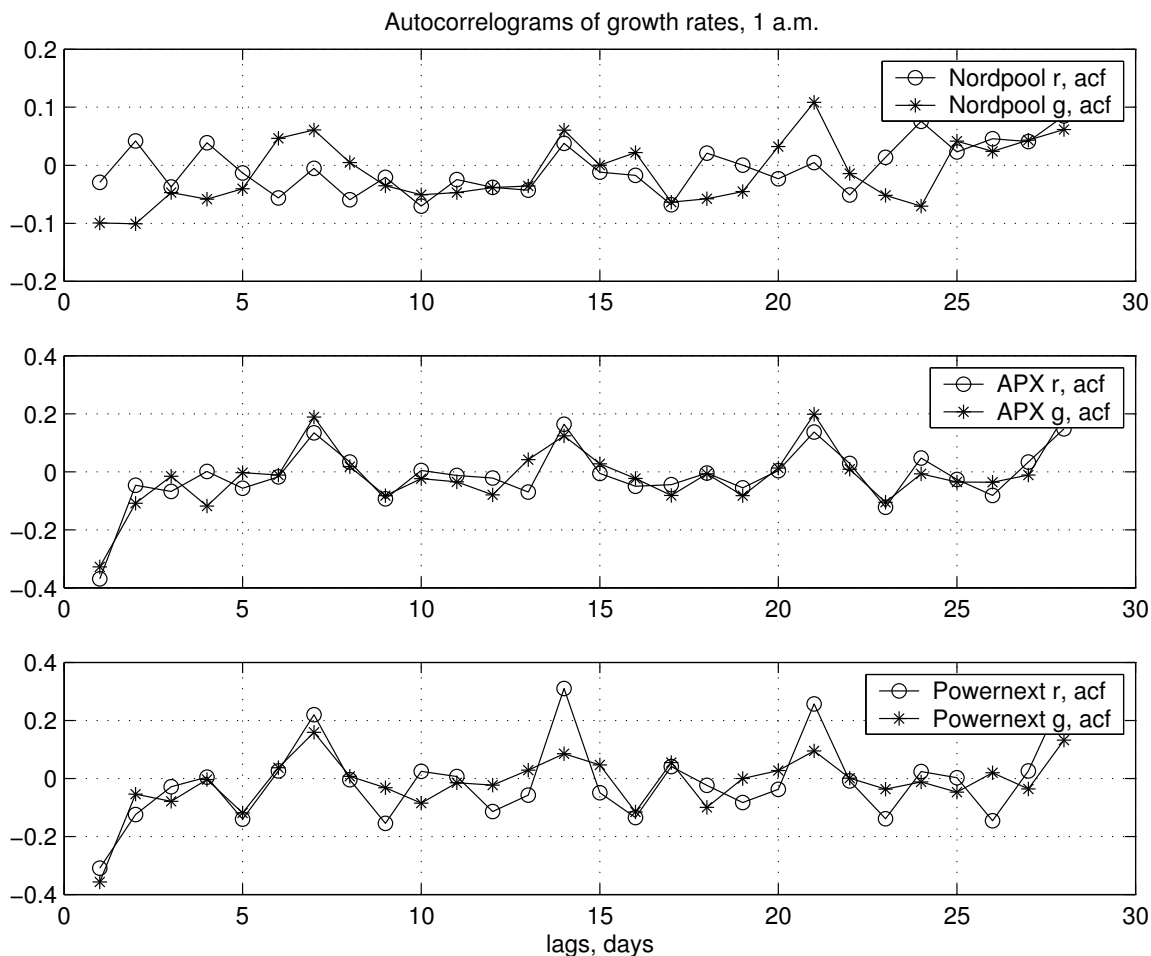 Autocorrelograms of growth rates, 1 a.m.
0.2
0.1
0
−0.1
−0.2
Nordpool r, acf
Nordpool g, acf
0 5 10 15 20 25 30
0.4
0.2
0
−0.2
−0.4
APX r, acf
APX g, acf
0 5 10 15 20 25 30
0.4
0.2
0
−0.2
−0.4
Powernext r, acf
Powernext g, acf
0 5 10 15 20 25 30
lags, days